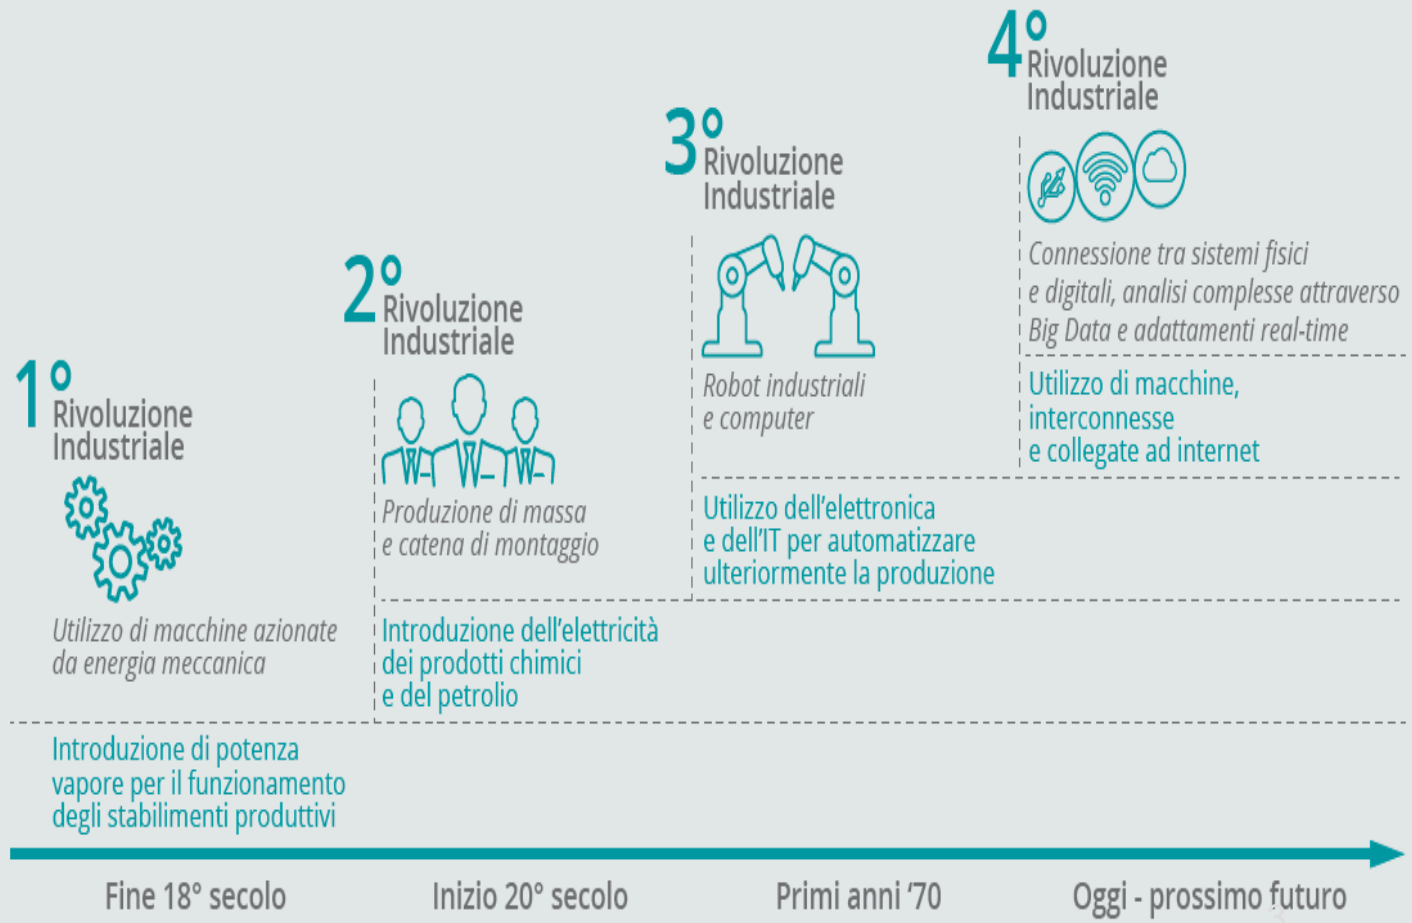 1°
Rivoluzione
Industriale
Utilizzo di macchine azionate
da energia meccanica
Introduzione di potenza
vapore per il funzionamento
degli stabilimenti produttivi
2°
Rivoluzione
Industriale
Produzione di massa
e catena di montaggio
Introduzione dell'elettricità
dei prodotti chimici
e del petrolio
3°
Rivoluzione
Industriale
Robot industriali
e computer
Utilizzo dell'elettronica
e dell'IT per automatizzare
ulteriormente la produzione
4°
Rivoluzione
Industriale
Connessione tra sistemi fisici
e digitali, analisi complesse attraverso
Big Data e adattamenti real-time
Utilizzo di macchine,
interconnesse
e collegate ad internet
Fine 18° secolo
Inizio 20° secolo
Primi anni '70
Oggi - prossimo futuro